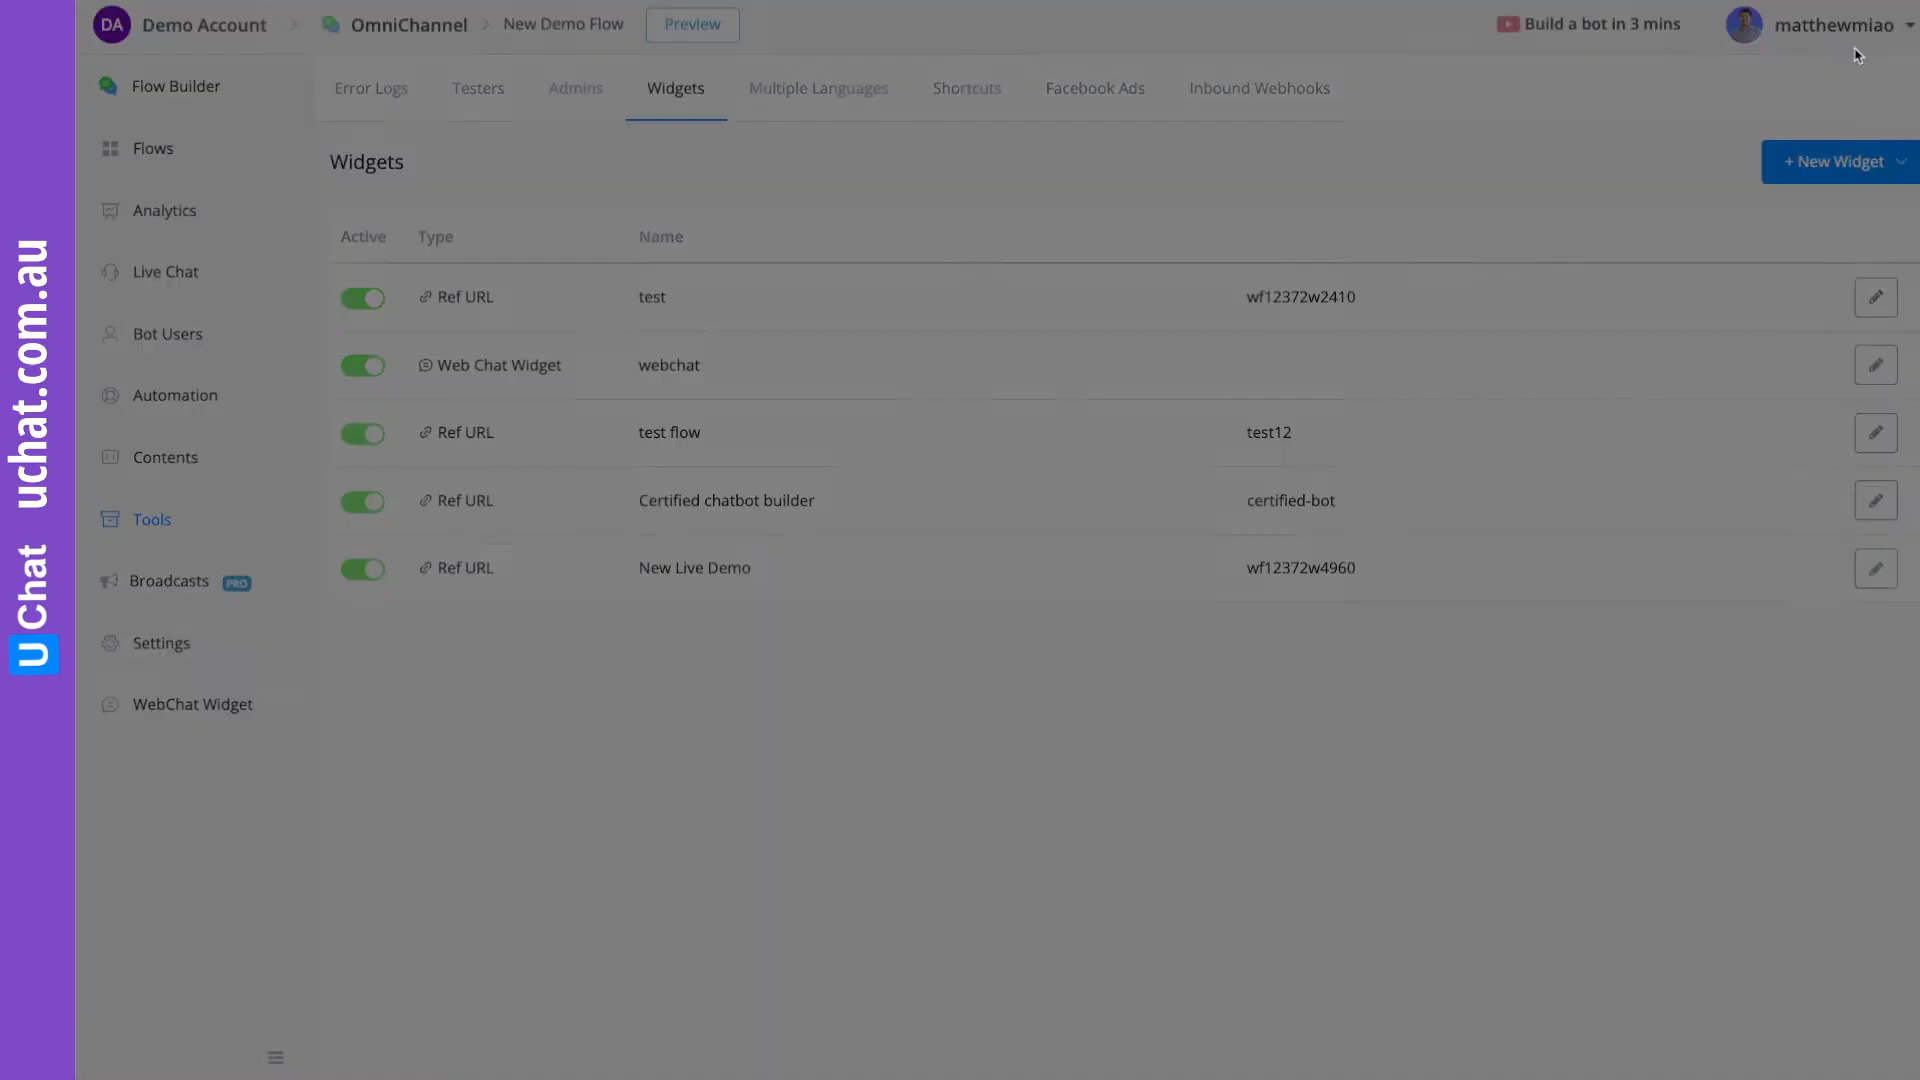 UChat uchat.com.au
DA Demo Account OmniChannel New Demo Flow Preview Build a bot in 3 mins matthewmiao
Flow Builder
Flows
Analytics
Live Chat
Bot Users
Automation
Contents
Tools
Broadcasts PRO
Settings
WebChat Widget
Error Logs Testers Admins Widgets Multiple Languages Shortcuts Facebook Ads Inbound Webhooks
Widgets + New Widget
Active Type Name
Ref URL test wf12372w2410
Web Chat Widget webchat
Ref URL test flow test12
Ref URL Certified chatbot builder certified-bot
Ref URL New Live Demo wf12372w4960